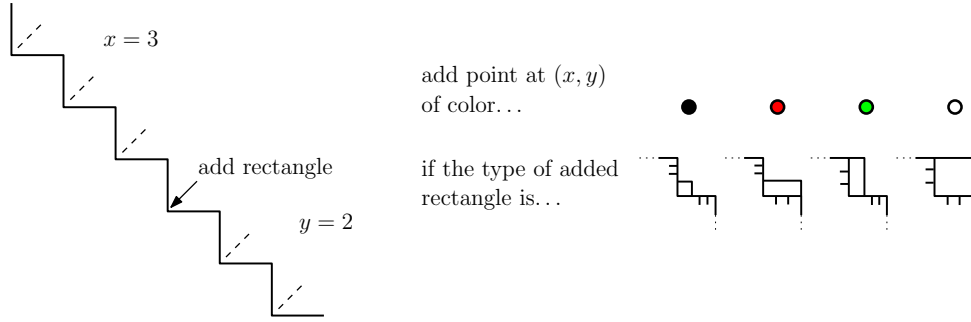 x = 3
add rectangle
y = 2
add point at (x, y)
of color...
if the type of added
rectangle is...